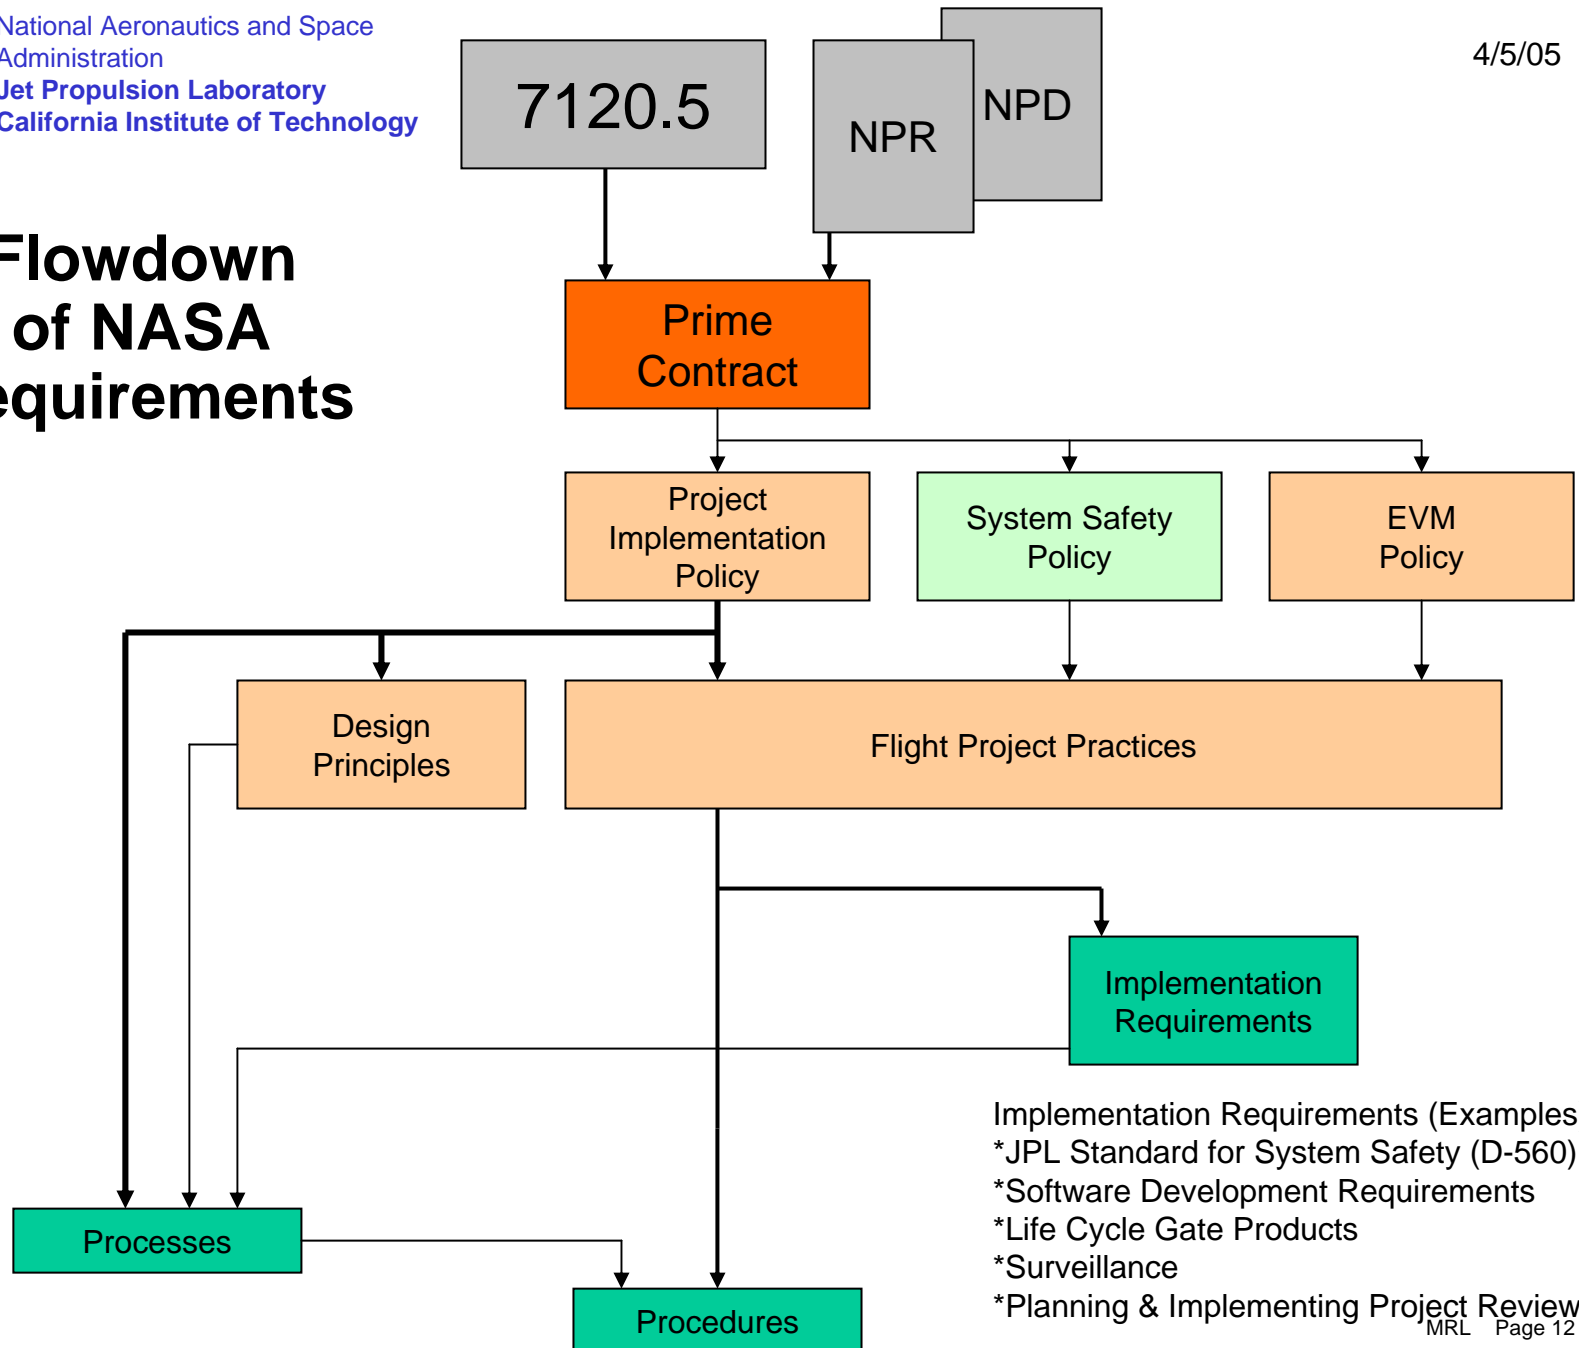 National Aeronautics and Space
Administration
Jet Propulsion Laboratory
California Institute of Technology
4/5/05
7120.5
NPR
NPD
Flowdown
of NASA
equirements
Prime
Contract
Project
Implementation
Policy
System Safety
Policy
EVM
Policy
Design
Principles
Flight Project Practices
Implementation
Requirements
Implementation Requirements (Examples
*JPL Standard for System Safety (D-560)
*Software Development Requirements
*Life Cycle Gate Products
*Surveillance
*Planning & Implementing Project Review
Processes
Procedures
MRL Page 12